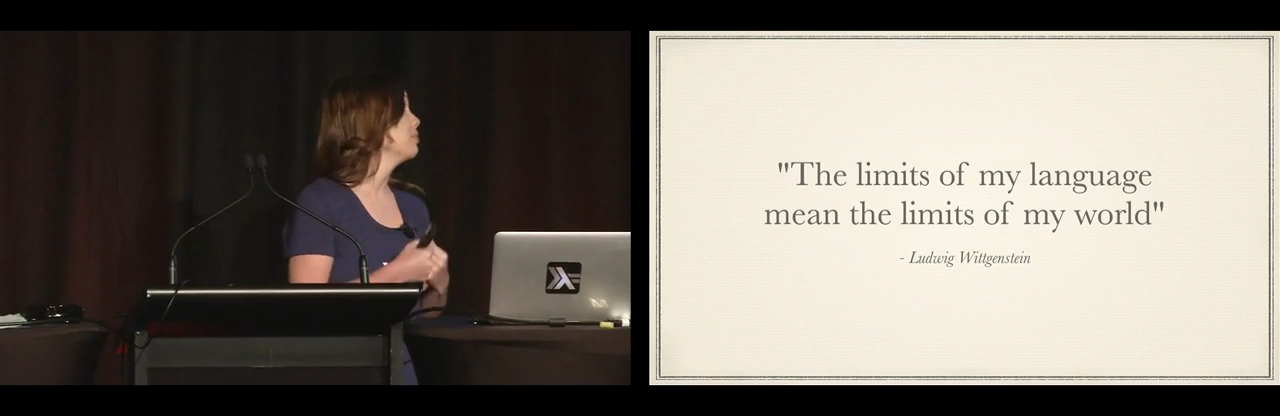 "The limits of my language
mean the limits of my world"
- Ludwig Wittgenstein